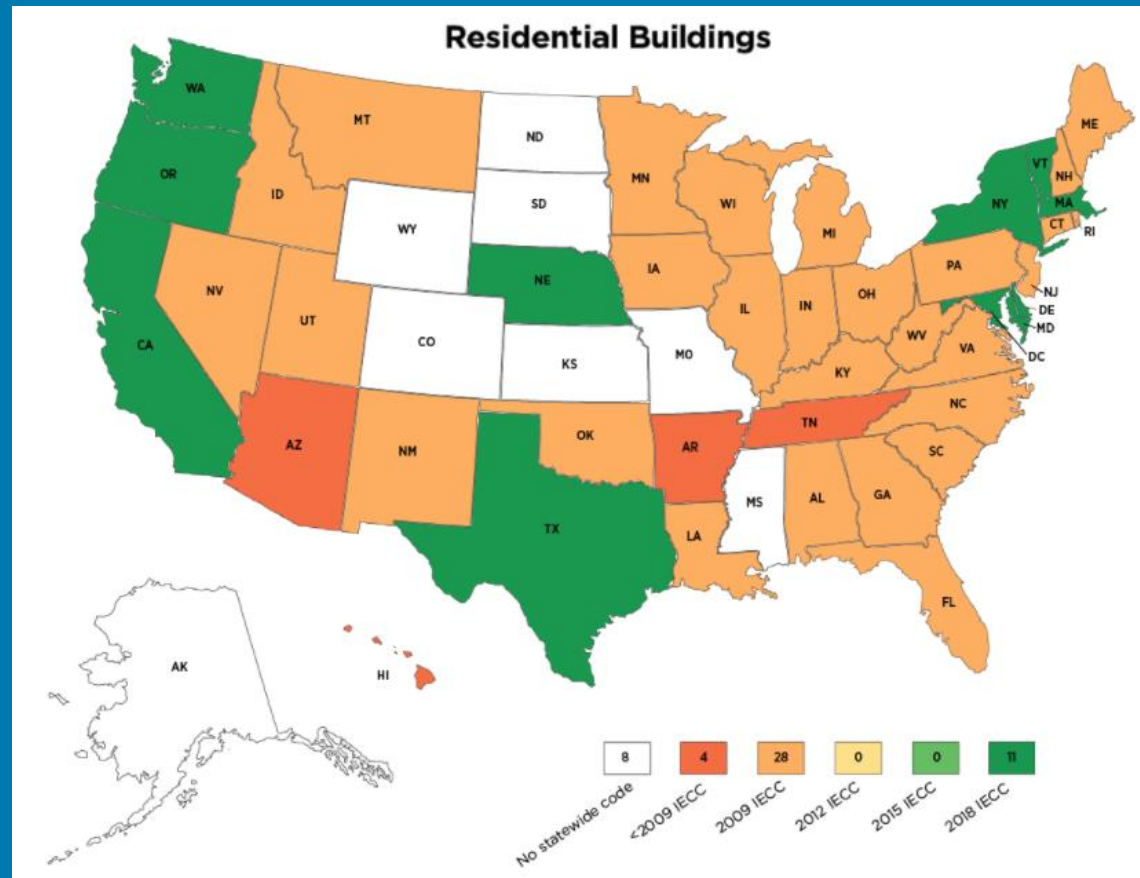 Residential Buildings
WA
MT
ND
ME
OR
ID
MN
VT
NH
SD
WI
NY
MA
WY
MI
CT
RI
IA
PA
NE
NV
UT
IL
IN
OH
NJ
DE
MD
DC
CO
KS
MO
WV
VA
CA
KY
NC
TN
AZ
NM
OK
AR
SC
MS
AL
GA
TX
LA
FL
AK
HI
8
4
28
0
0
11
No statewide code
<2009 IECC
2009 IECC
2012 IECC
2015 IECC
2018 IECC